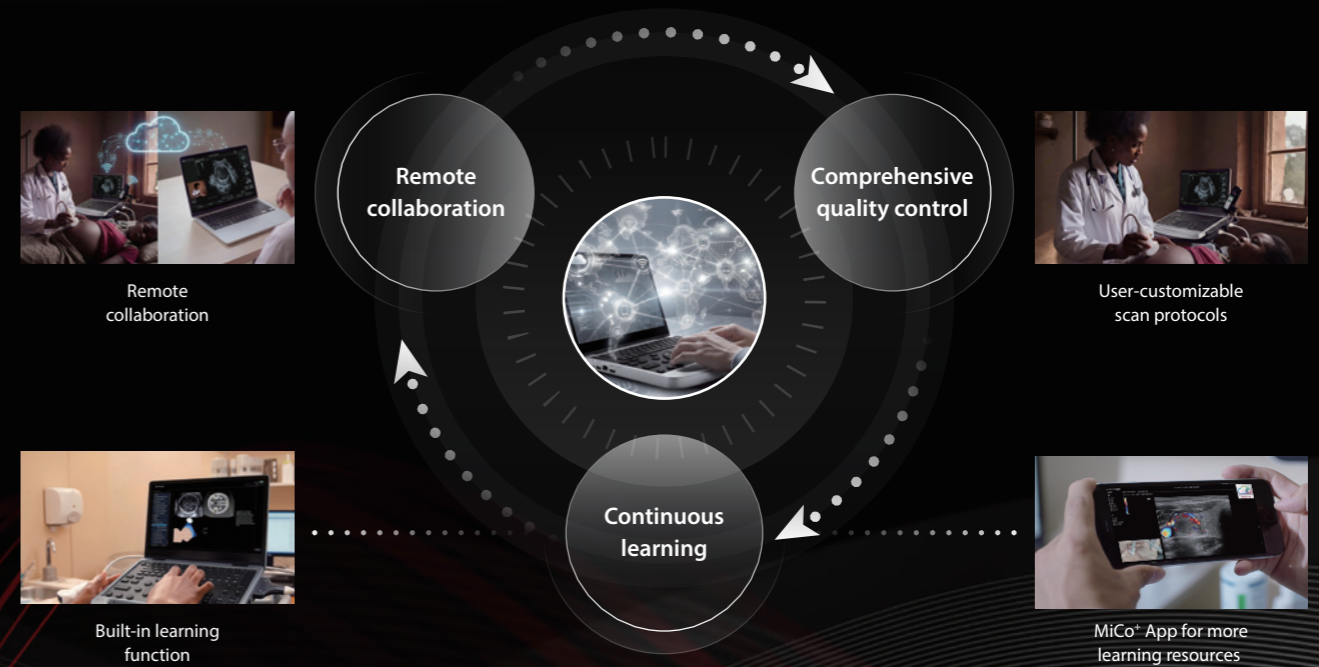 Remote
collaboration
Comprehensive
quality control
Remote
collaboration
User-customizable
scan protocols
Continuous
learning
Built-in learning
function
MiCo⁺ App for more
learning resources